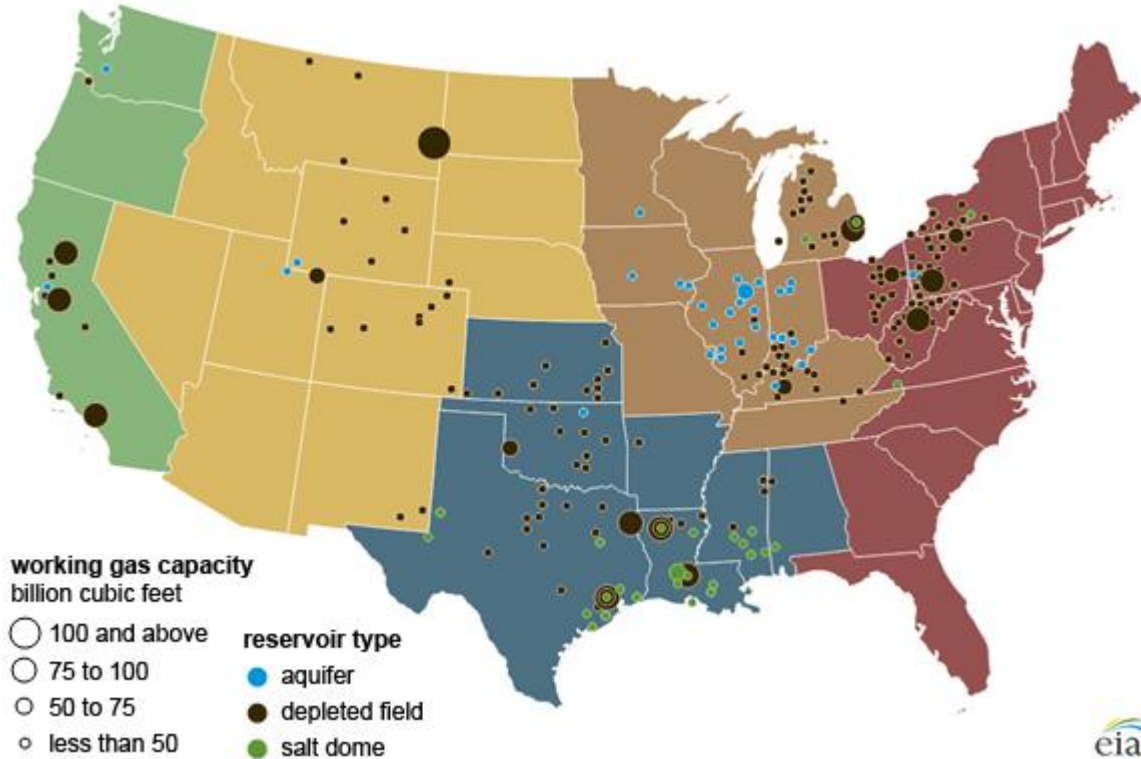 working gas capacity
billion cubic feet
100 and above
75 to 100
50 to 75
less than 50
reservoir type
aquifer
depleted field
salt dome
eia